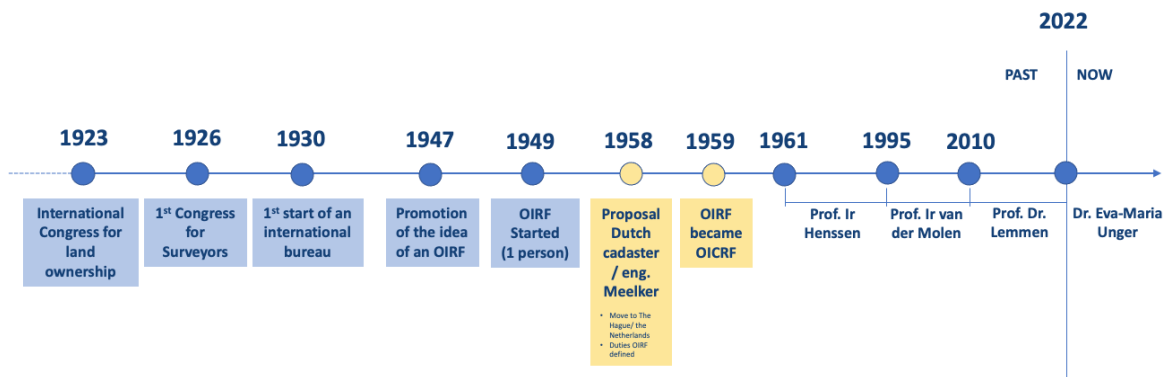 2022
PAST
NOW
1923
1926
1930
1947
1949
1958
1959
1961
1995
2010
International
Congress for
land
ownership
1st Congress
for
Surveyors
1st start of an
international
bureau
Promotion
of the idea
of an OIRF
OIRF
Started
(1 person)
Proposal
Dutch
cadaster
/ eng.
Meelker
• Move to The
Hague/ the
Netherlands
• Duties OIRF
defined
OIRF
became
OICRF
Prof. Ir
Henssen
Prof. Ir van
der Molen
Prof. Dr.
Lemmen
Dr. Eva-Maria
Unger